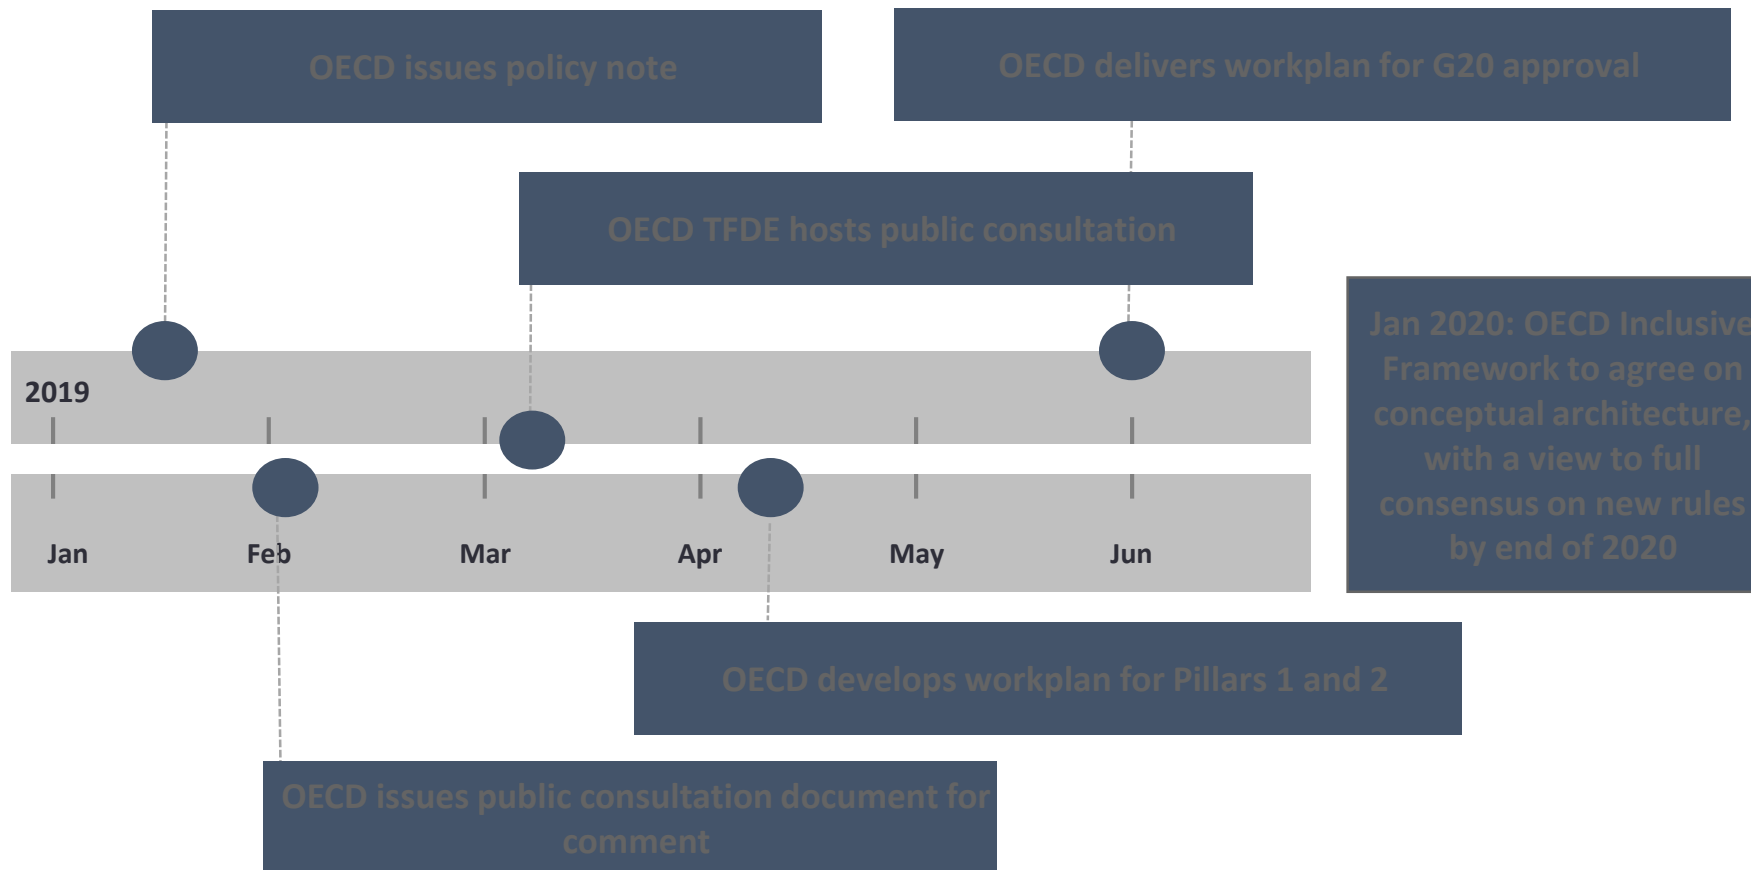 OECD issues policy note
OECD delivers workplan for G20 approval
OECD TFDE hosts public consultation
Jan 2020: OECD Inclusive
Framework to agree on
conceptual architecture,
with a view to full
consensus on new rules
by end of 2020
2019
Jan Feb Mar Apr May Jun
OECD develops workplan for Pillars 1 and 2
OECD issues public consultation document for
comment